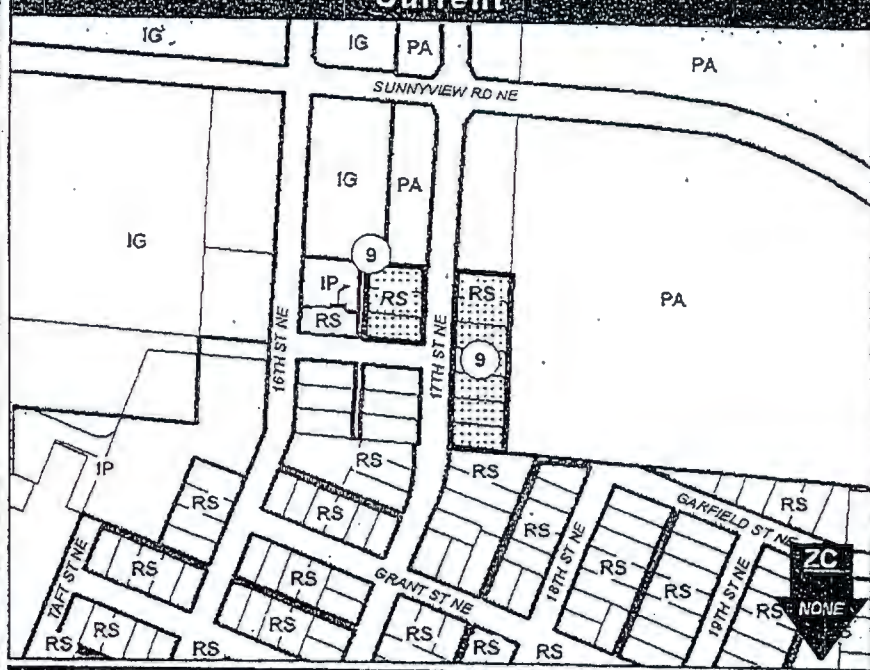 Current
IG
IG
PA
PA
SUNNYVIEW RD NE
IG
PA
IG
9
IP
RS
RS
RS
PA
16TH ST NE
17TH ST NE
9
IP
RS
RS
RS
RS
RS
RS
GARFIELD ST NE
TAFT ST NE
RS
RS
GRANT ST NE
18TH ST NE
RS
RS
19TH ST NE
RS
ZC
NONE
RS
RS
RS
RS
RS
RS
RS
S